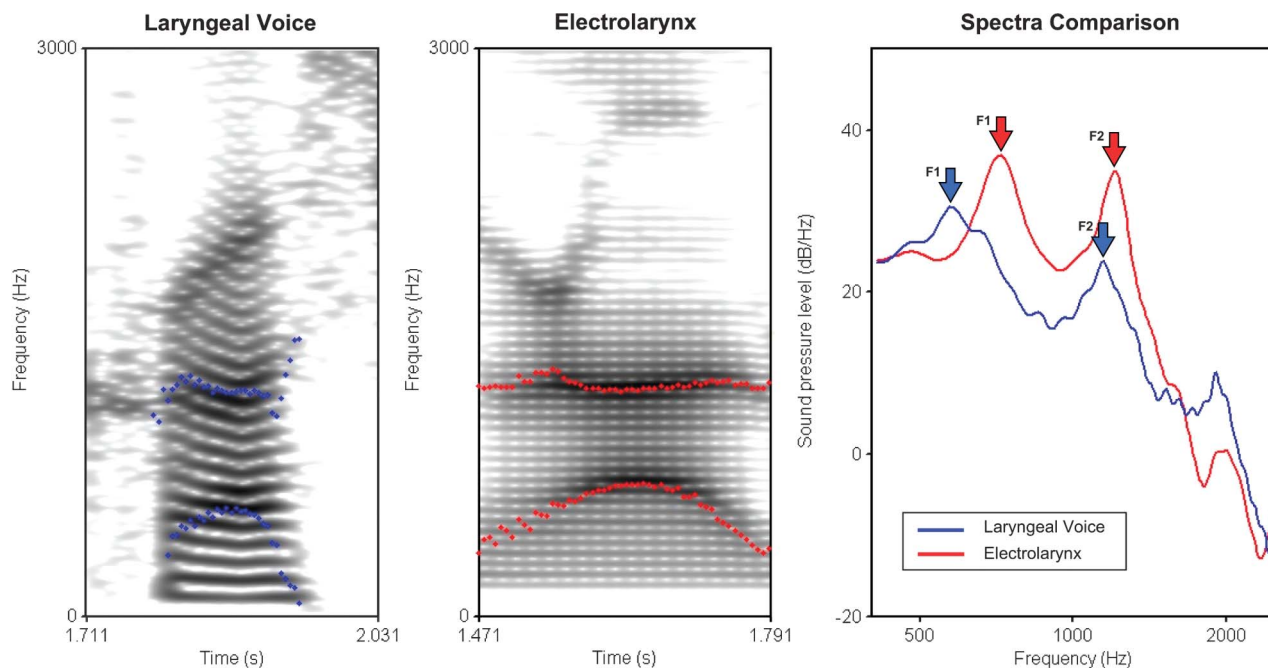 Laryngeal Voice
3000
Frequency (Hz)
0
1.711
2.031
Time (s)
Electrolarynx
3000
Frequency (Hz)
0
1.471
1.791
Time (s)
Spectra Comparison
Sound pressure level (dB/Hz)
40
20
0
-20
F1
F2
F1
F2
Laryngeal Voice
Electrolarynx
500
1000
2000
Frequency (Hz)